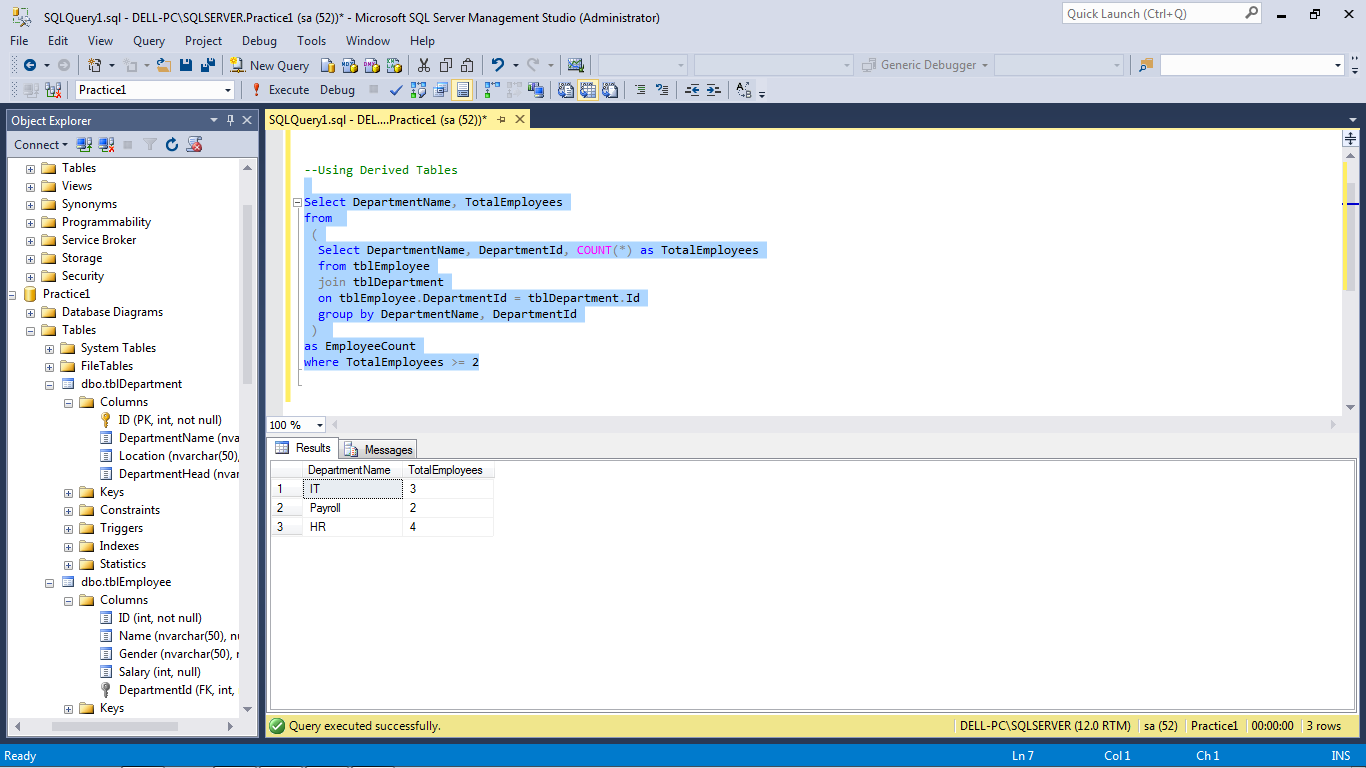 SQLQuery1.sql - DELL-PC\SQLSERVER.Practice1 (sa (52))* - Microsoft SQL Server Management Studio (Administrator)
Quick Launch (Ctrl+Q)
File Edit View Query Project Debug Tools Window Help
New Query
Generic Debugger
Practice1
Execute Debug
Object Explorer
Connect
Tables
Views
Synonyms
Programmability
Service Broker
Storage
Security
Practice1
Database Diagrams
Tables
System Tables
FileTables
dbo.tblDepartment
Columns
ID (PK, int, not null)
DepartmentName (nva
Location (nvarchar(50),
DepartmentHead (nvar
Keys
Constraints
Triggers
Indexes
Statistics
dbo.tblEmployee
Columns
ID (int, not null)
Name (nvarchar(50), nu
Gender (nvarchar(50), n
Salary (int, null)
DepartmentId (FK, int,
Keys
SQLQuery1.sql - DEL....Practice1 (sa (52))*
--Using Derived Tables
Select DepartmentName, TotalEmployees
from
(
Select DepartmentName, DepartmentId, COUNT(*) as TotalEmployees
from tblEmployee
join tblDepartment
on tblEmployee.DepartmentId = tblDepartment.Id
group by DepartmentName, DepartmentId
)
as EmployeeCount
where TotalEmployees >= 2
100 %
Results Messages
DepartmentName TotalEmployees
1 IT 3
2 Payroll 2
3 HR 4
Query executed successfully.
DELL-PC\SQLSERVER (12.0 RTM) sa (52) Practice1 00:00:00 3 rows
Ready
Ln 7 Col 1 Ch 1 INS